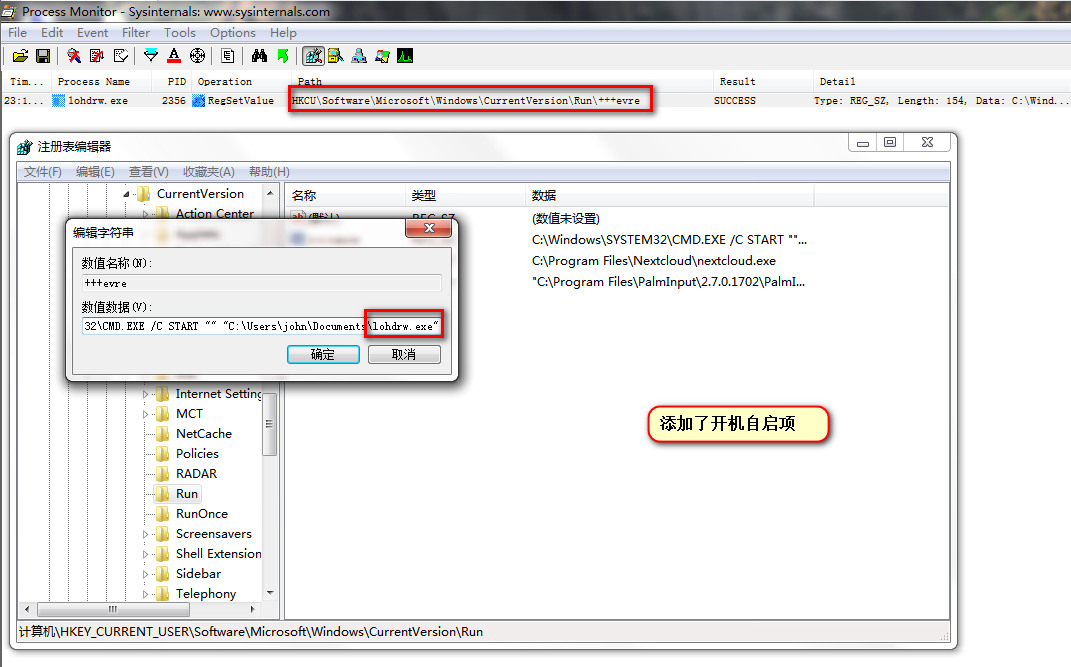 Process Monitor - Sysinternals: www.sysinternals.com
File Edit Event Filter Tools Options Help
Tim... Process Name PID Operation Path Result Detail
23:1... lohdrw.exe 2356 RegSetValue HKCU\Software\Microsoft\Windows\CurrentVersion\Run\+++evre SUCCESS Type: REG_SZ, Length: 154, Data: C:\Wind...
注册表编辑器
文件(F) 编辑(E) 查看(V) 收藏夹(A) 帮助(H)
CurrentVersion
Action Center
名称 类型 数据
(默认) REG_SZ (数值未设置)
C:\Windows\SYSTEM32\CMD.EXE /C START ""...
C:\Program Files\Nextcloud\nextcloud.exe
"C:\Program Files\PalmInput\2.7.0.1702\PalmI...
编辑字符串
数值名称(N):
+++evre
数值数据(V):
32\CMD.EXE /C START "" "C:\Users\john\Documents\lohdrw.exe"
确定 取消
Internet Setting
MCT
NetCache
Policies
RADAR
Run
RunOnce
Screensavers
Shell Extension
Sidebar
Telephony
添加了开机自启项
计算机\HKEY_CURRENT_USER\Software\Microsoft\Windows\CurrentVersion\Run